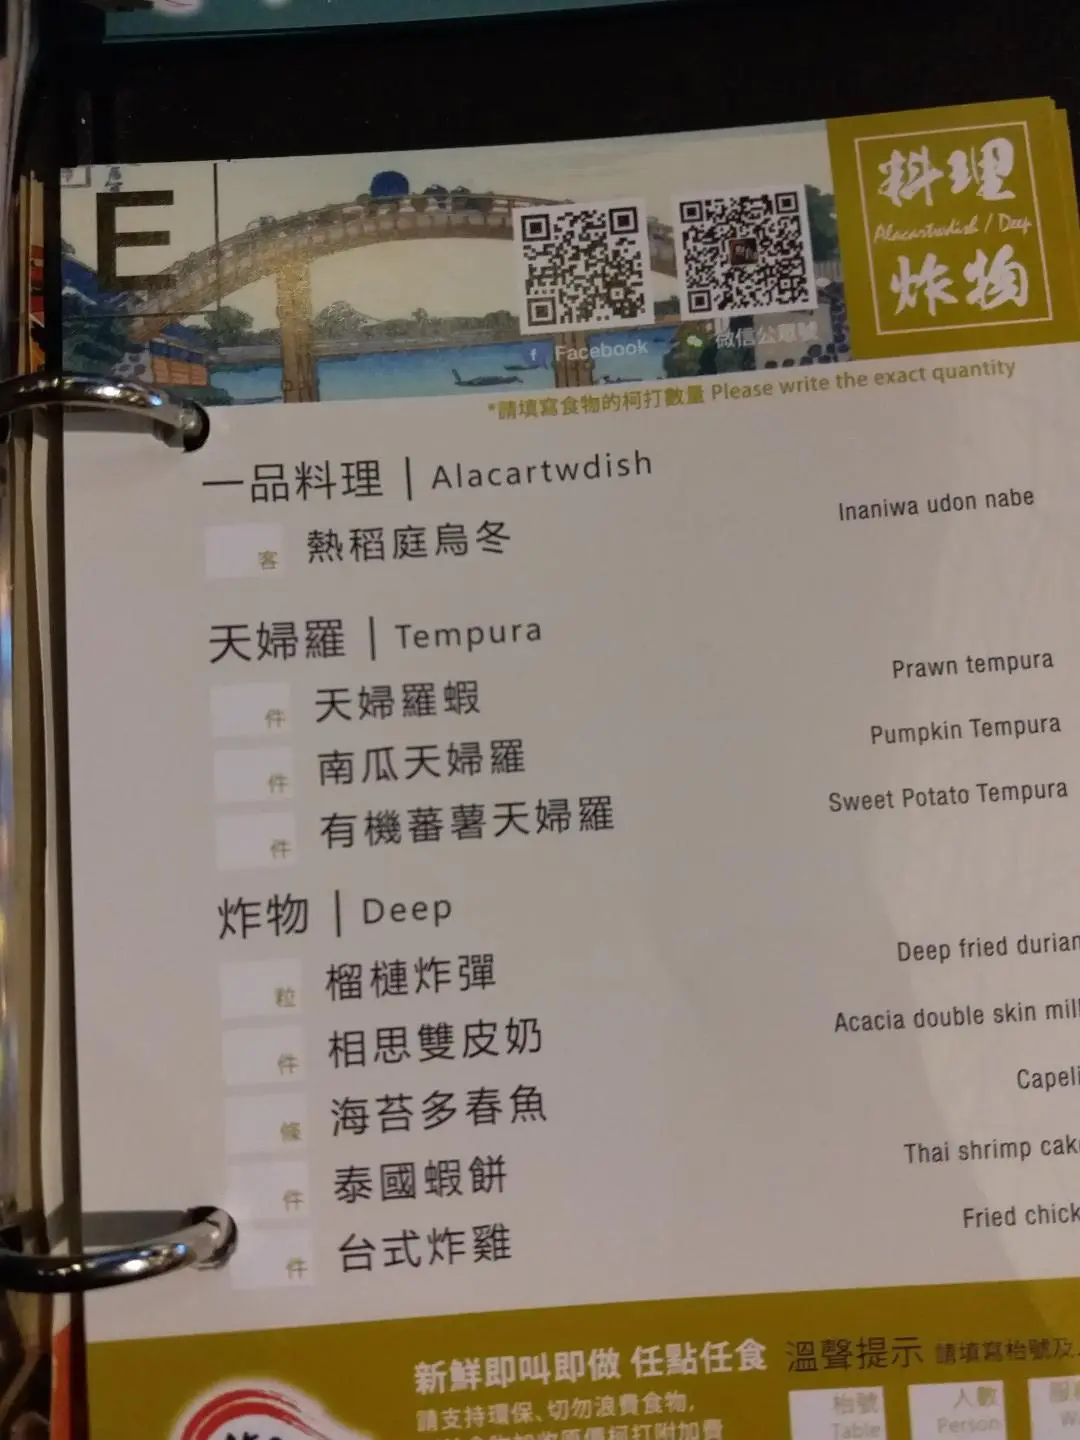 E
料理
Alacartwdish / Deep
炸物
Facebook
微信公眾號
*請填寫食物的柯打數量 Please write the exact quantity
一品料理 | Alacartwdish
客 熱稻庭烏冬 Inaniwa udon nabe
天婦羅 | Tempura
件 天婦羅蝦 Prawn tempura
件 南瓜天婦羅 Pumpkin Tempura
件 有機蕃薯天婦羅 Sweet Potato Tempura
炸物 | Deep
粒 榴槤炸彈 Deep fried durian
件 相思雙皮奶 Acacia double skin mil
條 海苔多春魚 Capeli
件 泰國蝦餅 Thai shrimp cak
件 台式炸雞 Fried chick
新鮮即叫即做 任點任食 溫聲提示 請填寫枱號及
請支持環保、切勿浪費食物,
枱號 人數
Table Person